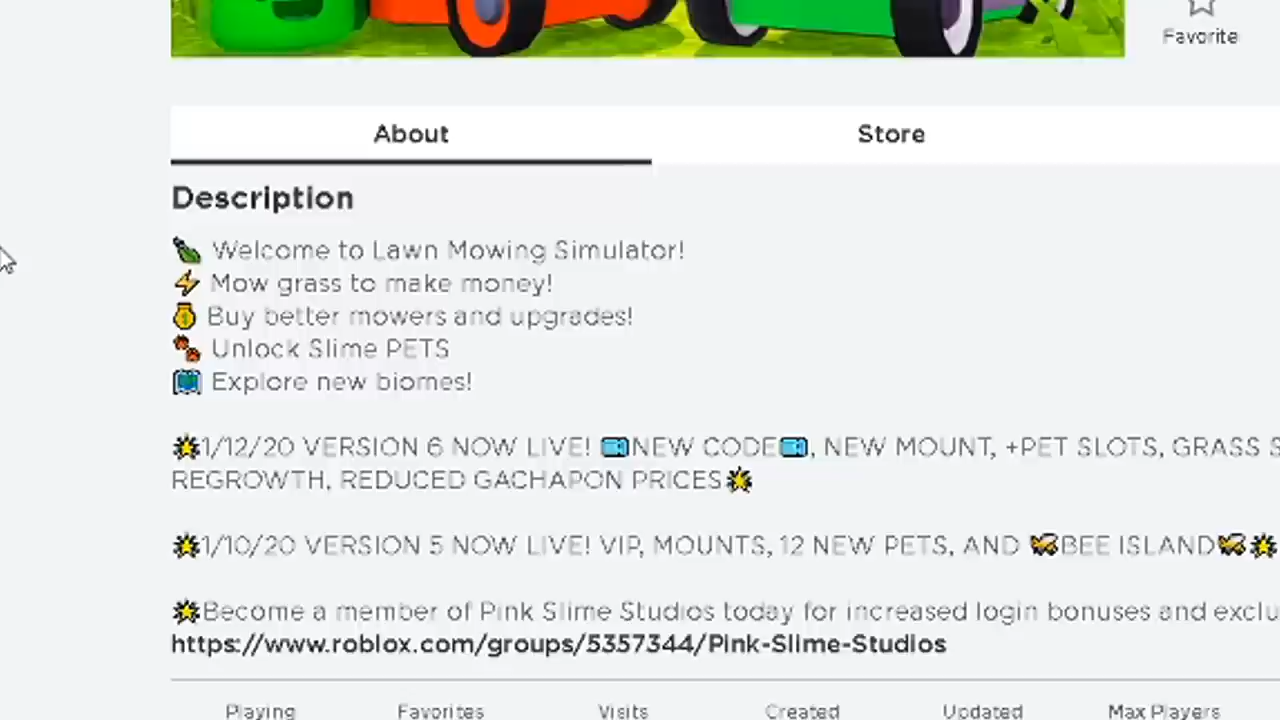 Favorite
About
Store
Description
Welcome to Lawn Mowing Simulator!
Mow grass to make money!
Buy better mowers and upgrades!
Unlock Slime PETS
Explore new biomes!
1/12/20 VERSION 6 NOW LIVE! NEW CODE, NEW MOUNT, +PET SLOTS, GRASS S
REGROWTH, REDUCED GACHAPON PRICES
1/10/20 VERSION 5 NOW LIVE! VIP, MOUNTS, 12 NEW PETS, AND BEE ISLAND
Become a member of Pink Slime Studios today for increased login bonuses and exclu
https://www.roblox.com/groups/5357344/Pink-Slime-Studios
Playing
Favorites
Visits
Created
Updated
Max Players